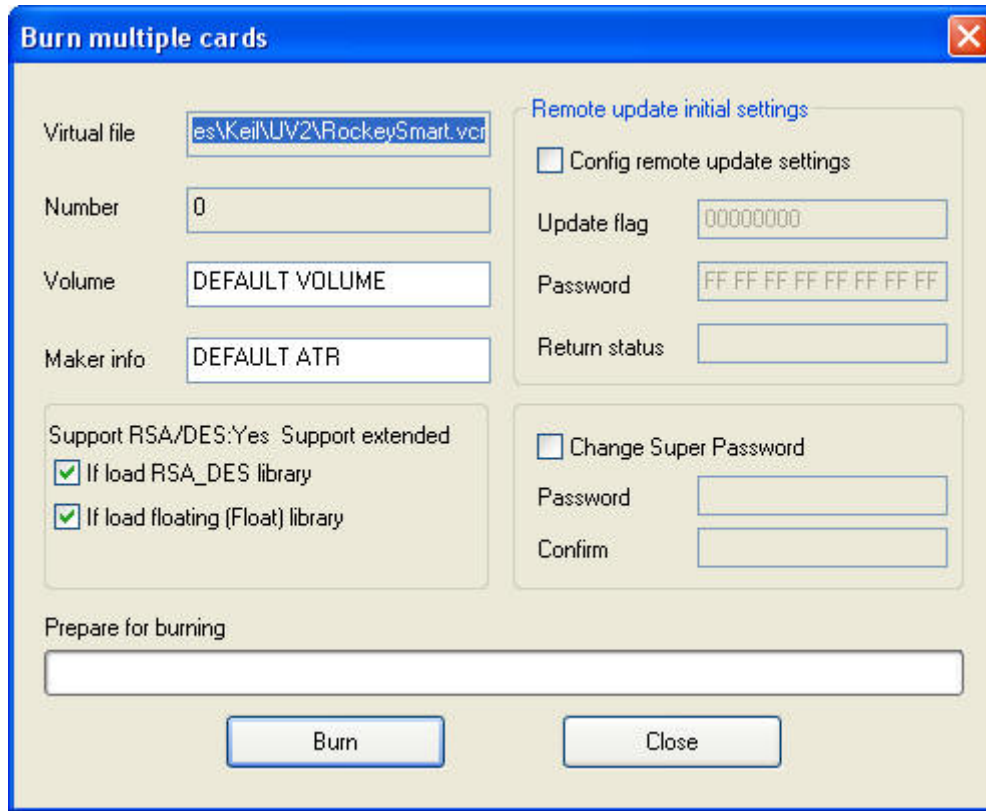 Burn multiple cards
Virtual file
es\Keil\UV2\RockeySmart.vcr
Number
0
Volume
DEFAULT VOLUME
Maker info
DEFAULT ATR
Support RSA/DES:Yes Support extended
If load RSA_DES library
If load floating (Float) library
Remote update initial settings
Config remote update settings
Update flag
00000000
Password
FF FF FF FF FF FF FF FF
Return status
Change Super Password
Password
Confirm
Prepare for burning
Burn
Close